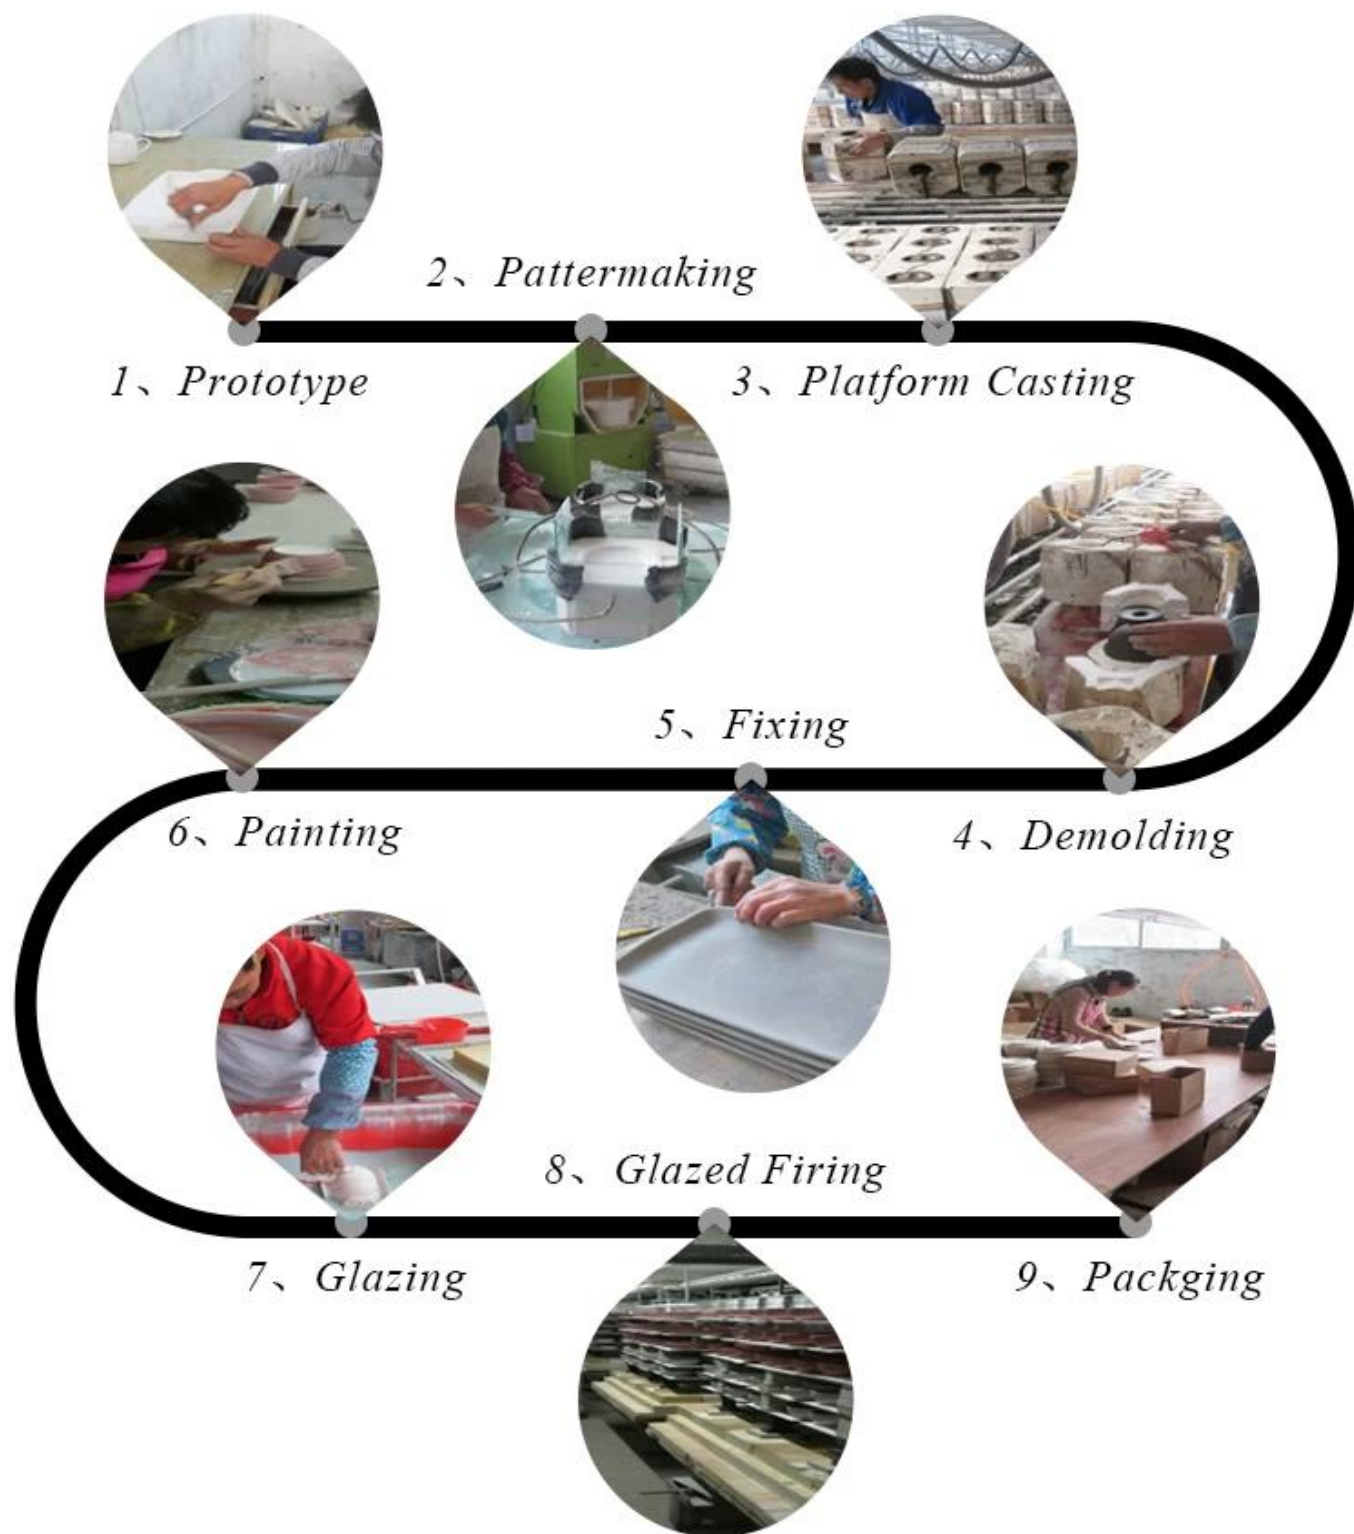 1、Prototype
2、Pattermaking
3、Platform Casting
4、Demolding
5、Fixing
6、Painting
7、Glazing
8、Glazed Firing
9、Packging